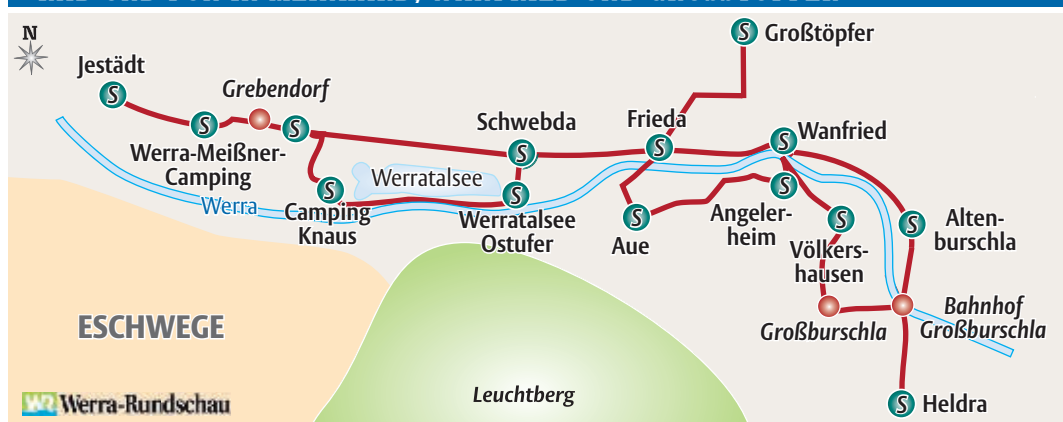 N
Jestädt
Grebendorf
Werra-Meißner-
Camping
Werra
Camping
Knaus
Werratalsee
Schwebda
Werratalsee
Ostufer
Großtöpfer
Frieda
Aue
Wanfried
Angeler-
heim
Völkers-
hausen
Alten-
burschla
Großburschla
Bahnhof
Großburschla
Heldra
ESCHWEGE
Leuchtberg
WR Werra-Rundschau
S
S
S
S
S
S
S
S
S
S
S
S
S
S